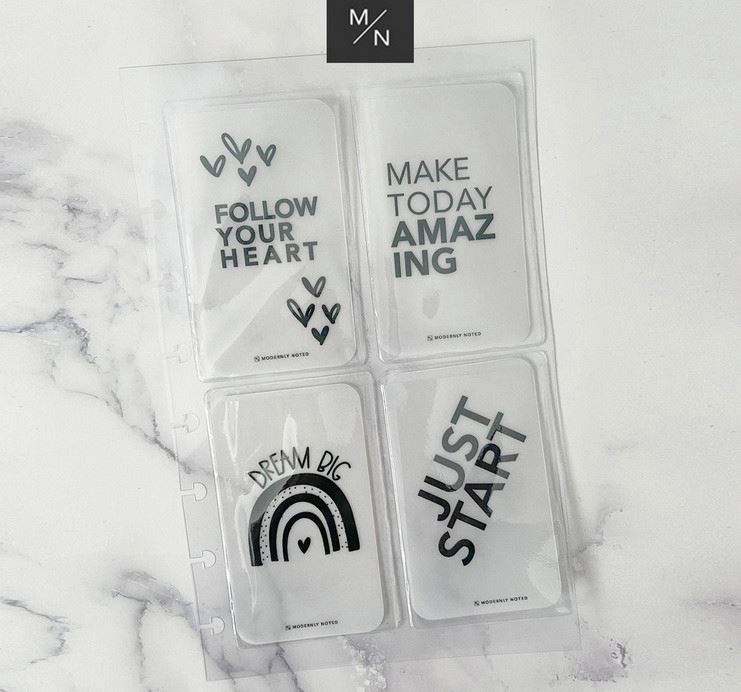 M/N
FOLLOW
YOUR
HEART
MODERNLY NOTED
MAKE
TODAY
AMAZ
ING
MODERNLY NOTED
DREAM BIG
MODERNLY NOTED
JUST
START
MODERNLY NOTED